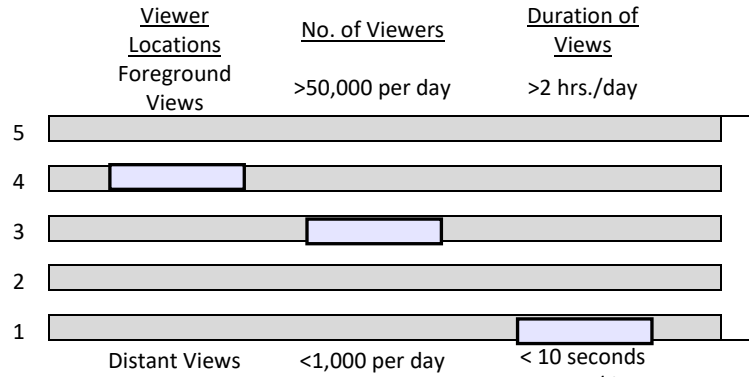 Viewer
Locations
Foreground
Views
No. of Viewers
>50,000 per day
Duration of
Views
>2 hrs./day
5
4
3
2
1
Distant Views
<1,000 per day
< 10 seconds